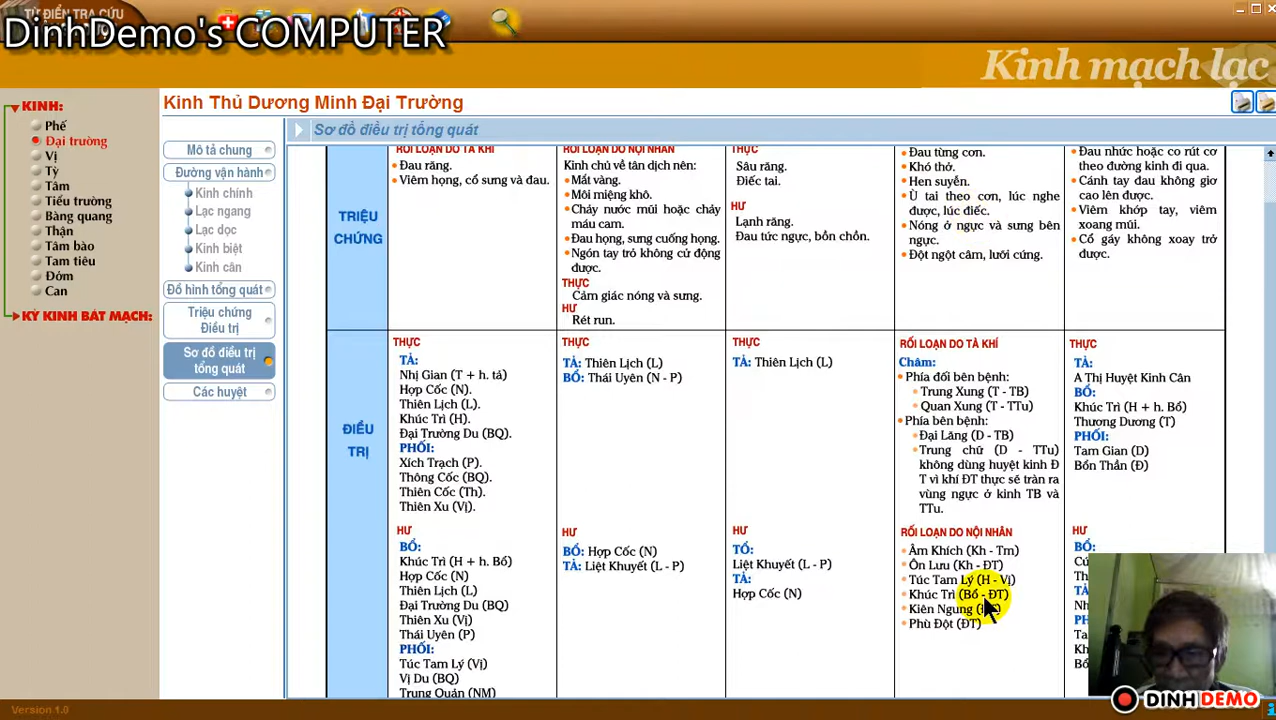 TỪ ĐIỂN TRA CỨU
DinhDemo's COMPUTER
Kinh mạch lạc
KINH:
Phế
Đại trường
Vị
Tỳ
Tâm
Tiểu trường
Bàng quang
Thận
Tâm bào
Tam tiêu
Đởm
Can
KỲ KINH BÁT MẠCH:
Kinh Thủ Dương Minh Đại Trường
Mô tả chung
Đường vận hành
Kinh chính
Lạc ngang
Lạc dọc
Kinh biệt
Kinh cân
Đồ hình tổng quát
Triệu chứng
Điều trị
Sơ đồ điều trị
tổng quát
Các huyệt
Sơ đồ điều trị tổng quát
TRIỆU
CHỨNG
RỐI LOẠN DO TÀ KHÍ
Đau răng.
Viêm họng, cổ sưng và đau.
RỐI LOẠN DO NỘI NHÂN
Kinh chủ về tân dịch nên:
Mắt vàng.
Môi miệng khô.
Chảy nước mũi hoặc chảy
máu cam.
Đau họng, sưng cuống họng.
Ngón tay trỏ không cử động
được.
THỰC
Cảm giác nóng và sưng.
HƯ
Rét run.
THỰC
Sâu răng.
Điếc tai.
HƯ
Lạnh răng.
Đau tức ngực, bồn chồn.
Đau từng cơn.
Khó thở.
Hen suyễn.
Ù tai theo cơn, lúc nghe
được, lúc điếc.
Nóng ở ngực và sưng bên
ngực.
Đột ngột câm, lưỡi cứng.
Đau nhức hoặc co rút cơ
theo đường kinh đi qua.
Cánh tay đau không giơ
cao lên được.
Viêm khớp tay, viêm
xoang mũi.
Cổ gáy không xoay trở
được.
ĐIỀU
TRỊ
THỰC
TẢ:
Nhị Gian (T + h. tả)
Hợp Cốc (N).
Thiên Lịch (L).
Khúc Trì (H).
Đại Trường Du (BQ).
PHỐI:
Xích Trạch (P).
Thông Cốc (BQ).
Thiên Cốc (Th).
Thiên Xu (Vị).
THỰC
TẢ: Thiên Lịch (L)
BỔ: Thái Uyên (N - P)
THỰC
TẢ: Thiên Lịch (L)
RỐI LOẠN DO TÀ KHÍ
Châm:
Phía đối bên bệnh:
Trung Xung (T - TB)
Quan Xung (T - TTu)
Phía bên bệnh:
Đại Lăng (D - TB)
Trung chữ (D - TTu)
không dùng huyệt kinh Đ
T vì khí ĐT thực sẽ tràn ra
vùng ngực ở kinh TB và
TTu.
THỰC
TẢ:
A Thị Huyệt Kinh Cân
BỔ:
Khúc Trì (H + h. Bổ)
Thương Dương (T)
PHỐI:
Tam Gian (D)
Bổn Thần (Đ)
HƯ
BỔ:
Khúc Trì (H + h. Bổ)
Hợp Cốc (N)
Thiên Lịch (L)
Đại Trường Du (BQ)
Thiên Xu (Vị)
Thái Uyên (P)
PHỐI:
Túc Tam Lý (Vị)
Vị Du (BQ)
Trung Quản (NM)
HƯ
BỔ: Hợp Cốc (N)
TẢ: Liệt Khuyết (L - P)
HƯ
TỔ:
Liệt Khuyết (L - P)
TẢ:
Hợp Cốc (N)
RỐI LOẠN DO NỘI NHÂN
Âm Khích (Kh - Tm)
Ôn Lưu (Kh - ĐT)
Túc Tam Lý (H - Vị)
Khúc Trì (Bổ - ĐT)
Kiên Ngung
Phù Đột (ĐT)
HƯ
BỔ:
DINHDEMO
Version 1.0